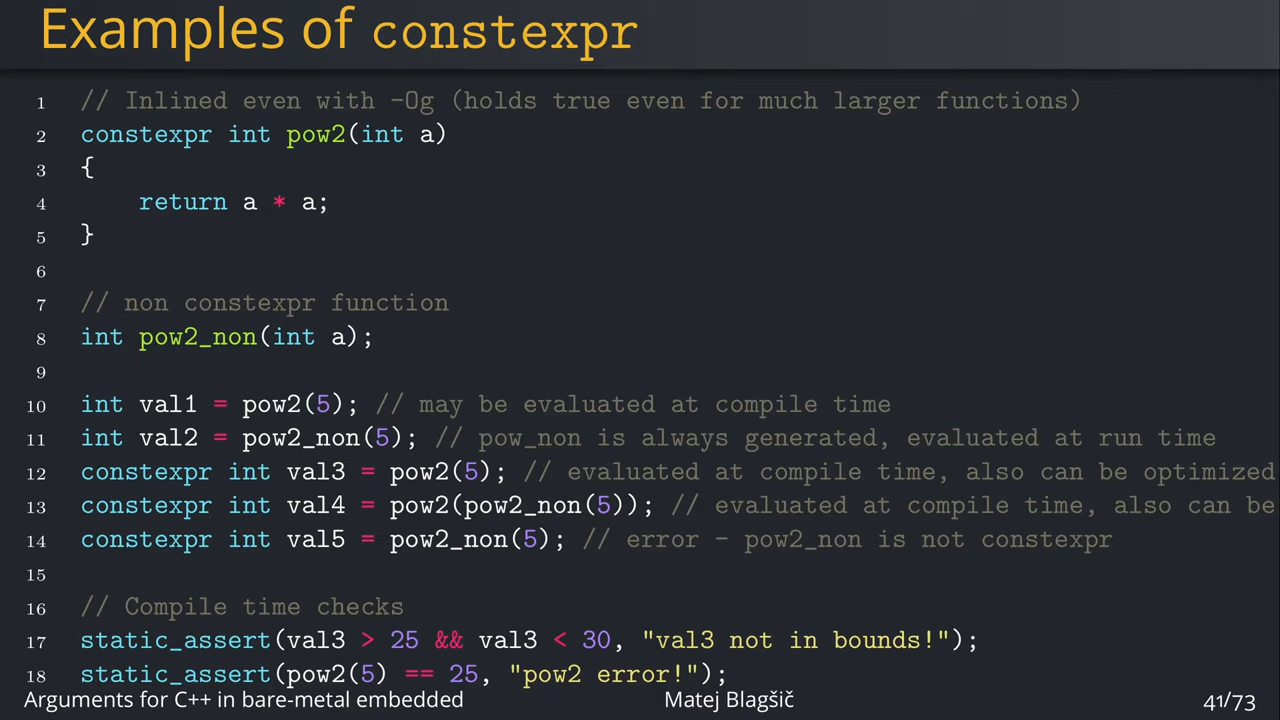 Examples of constexpr
1 // Inlined even with -Og (holds true even for much larger functions)
2 constexpr int pow2(int a)
3 {
4     return a * a;
5 }
6
7 // non constexpr function
8 int pow2_non(int a);
9
10 int val1 = pow2(5); // may be evaluated at compile time
11 int val2 = pow2_non(5); // pow_non is always generated, evaluated at run time
12 constexpr int val3 = pow2(5); // evaluated at compile time, also can be optimized
13 constexpr int val4 = pow2(pow2_non(5)); // evaluated at compile time, also can be
14 constexpr int val5 = pow2_non(5); // error - pow2_non is not constexpr
15
16 // Compile time checks
17 static_assert(val3 > 25 && val3 < 30, "val3 not in bounds!");
18 static_assert(pow2(5) == 25, "pow2 error!");
Arguments for C++ in bare-metal embedded Matej Blagšič 41/73